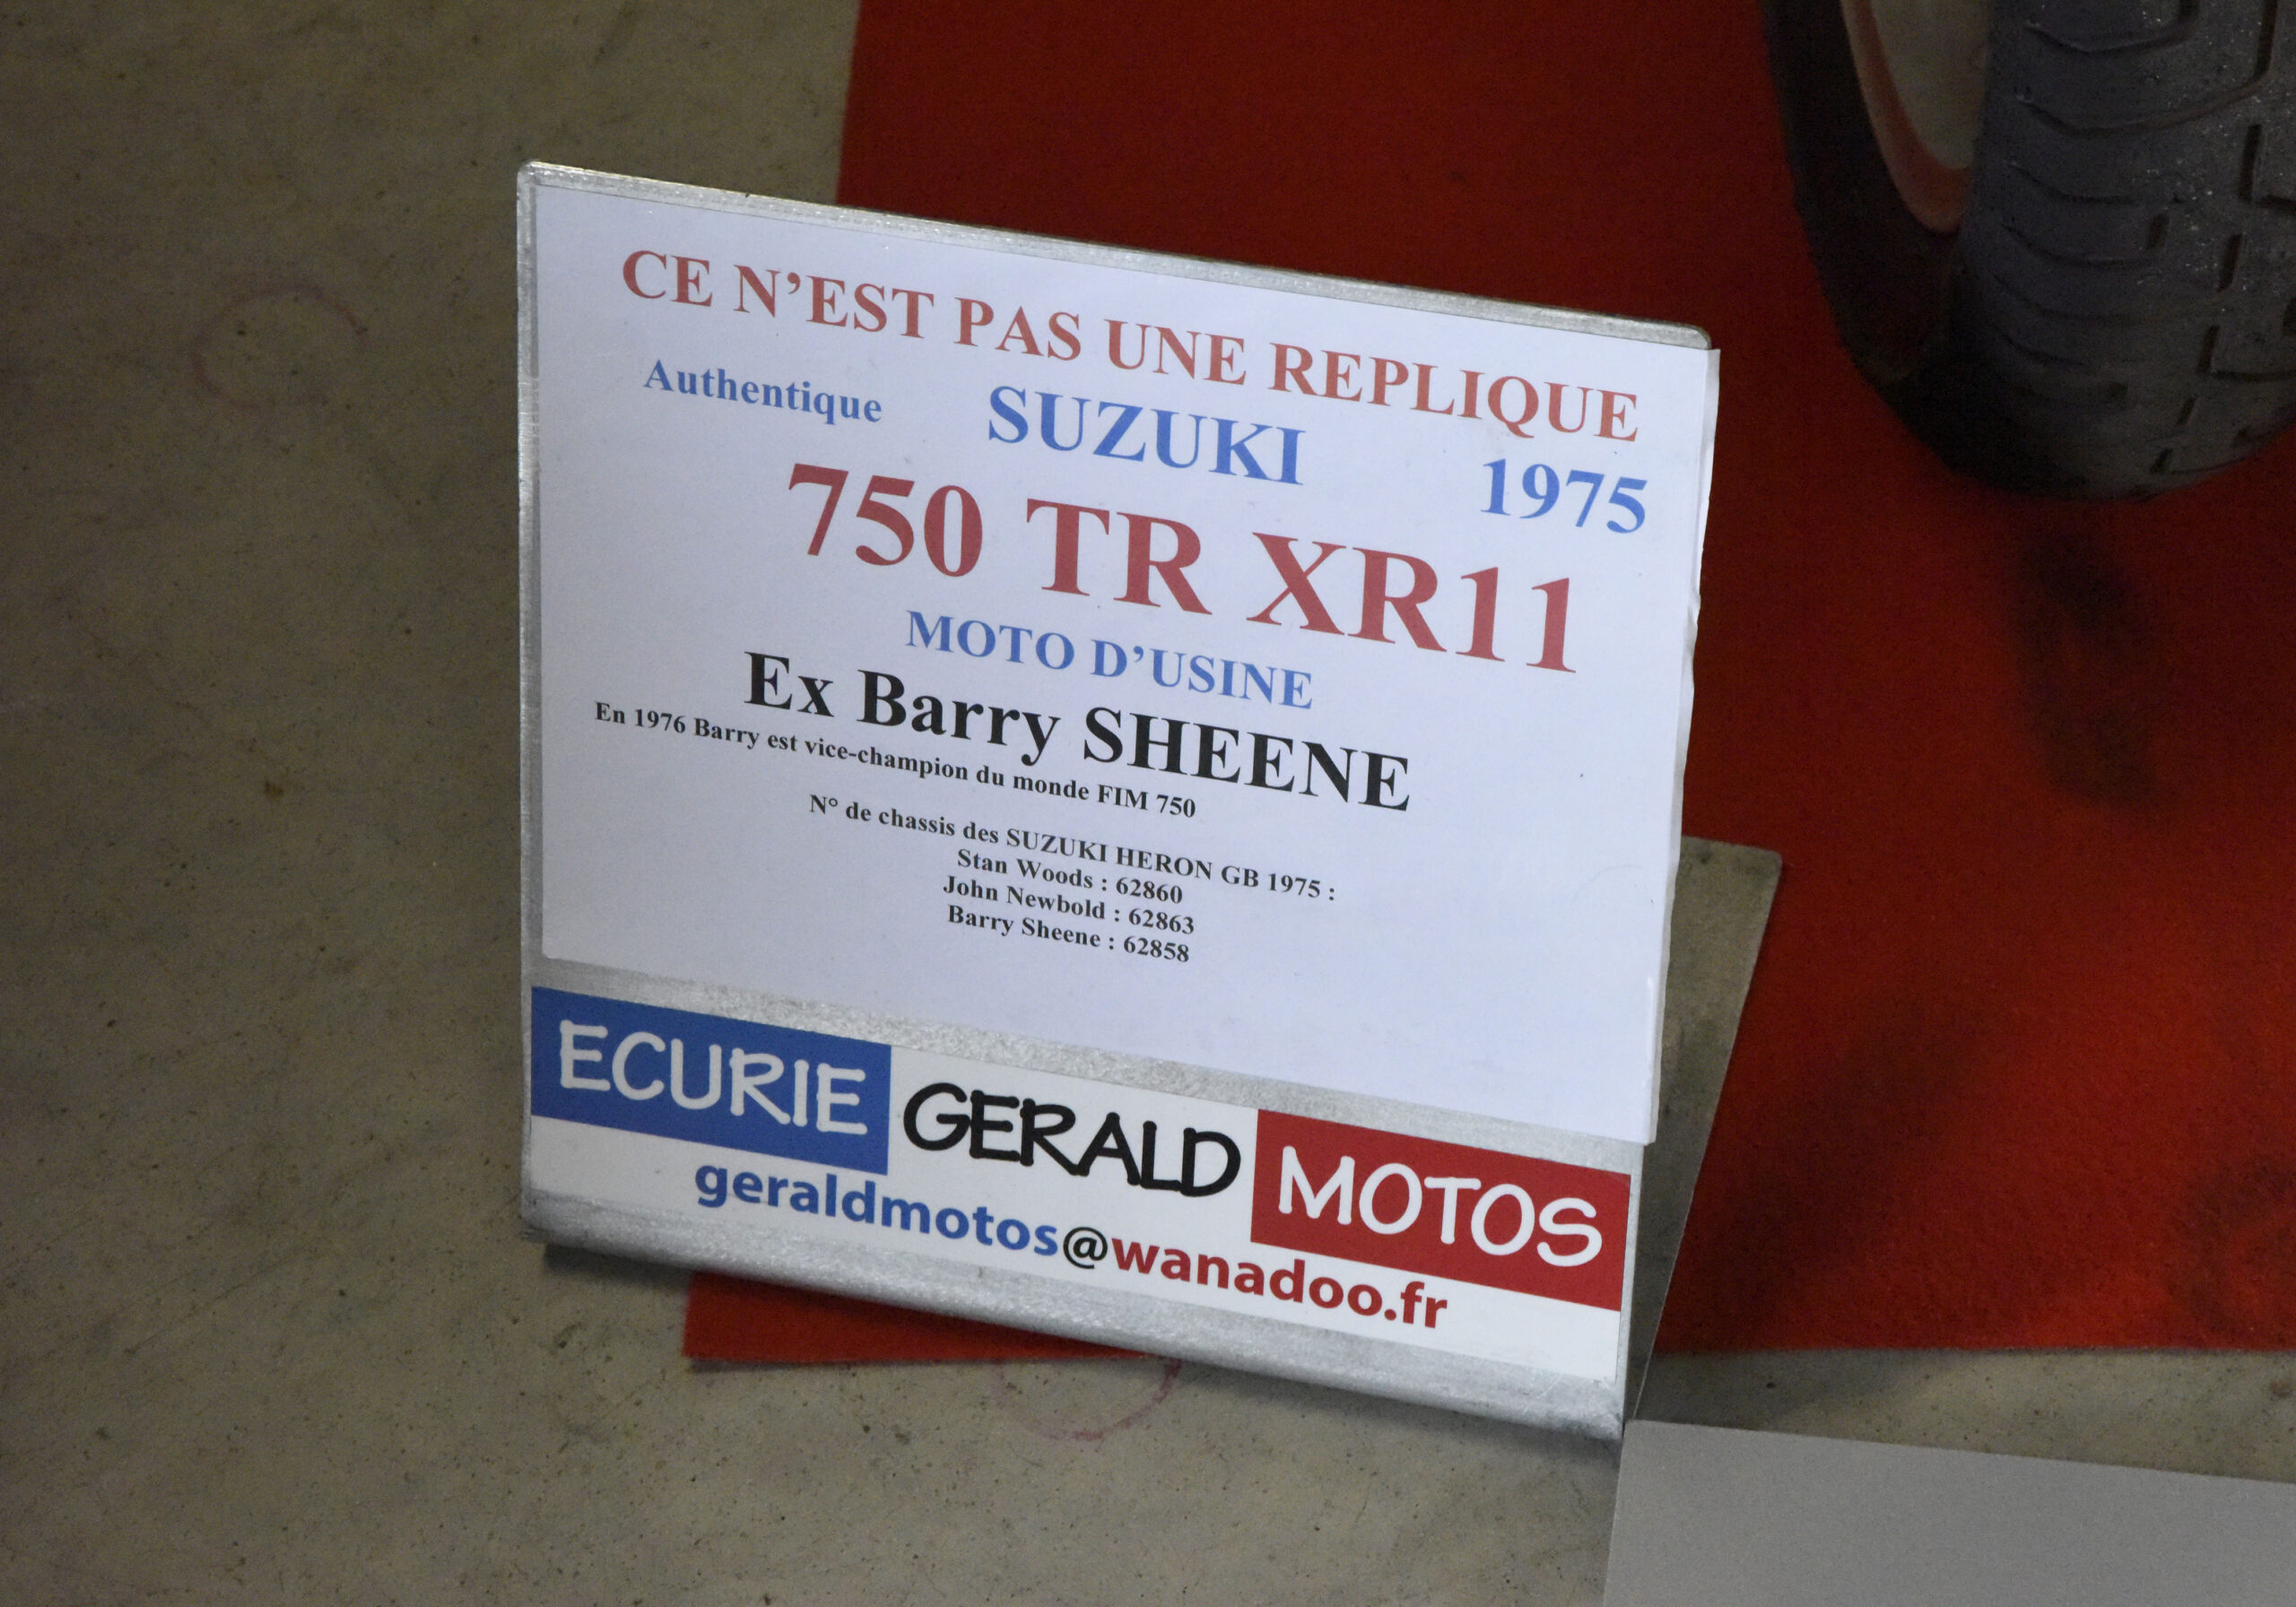 CE N'EST PAS UNE REPLIQUE
Authentique SUZUKI 1975
750 TR XR11
MOTO D'USINE
Ex Barry SHEENE
En 1976 Barry est vice-champion du monde FIM 750
N° de chassis des SUZUKI HERON GB 1975 :
Stan Woods : 62860
John Newbold : 62863
Barry Sheene : 62858
ECURIE GERALD MOTOS
geraldmotos@wanadoo.fr